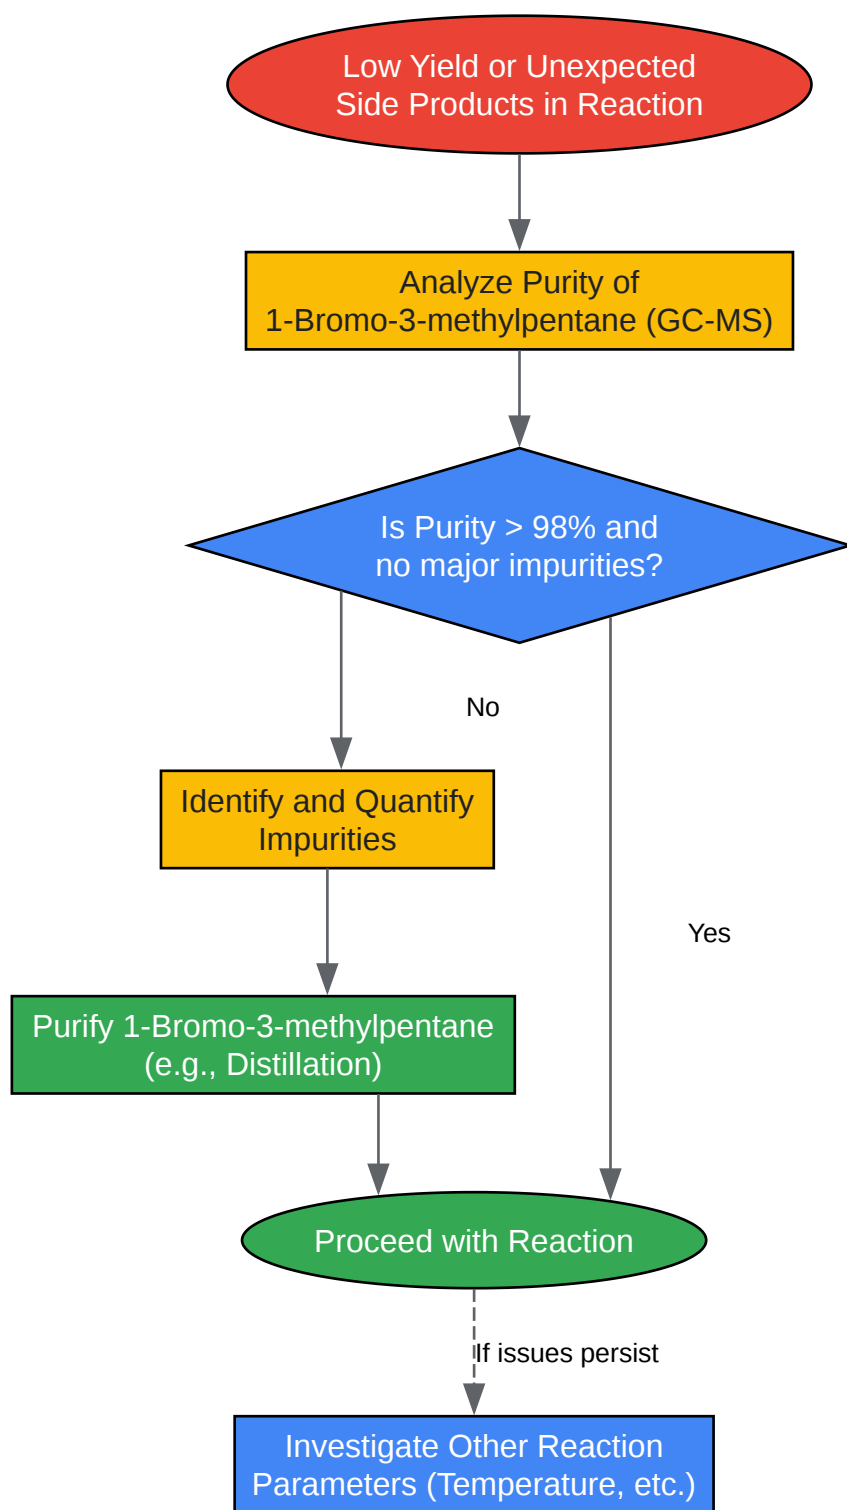 Low Yield or Unexpected
Side Products in Reaction
Analyze Purity of
1-Bromo-3-methylpentane (GC-MS)
Is Purity > 98% and
no major impurities?
No
Identify and Quantify
Impurities
Yes
Purify 1-Bromo-3-methylpentane
(e.g., Distillation)
Proceed with Reaction
If issues persist
Investigate Other Reaction
Parameters (Temperature, etc.)